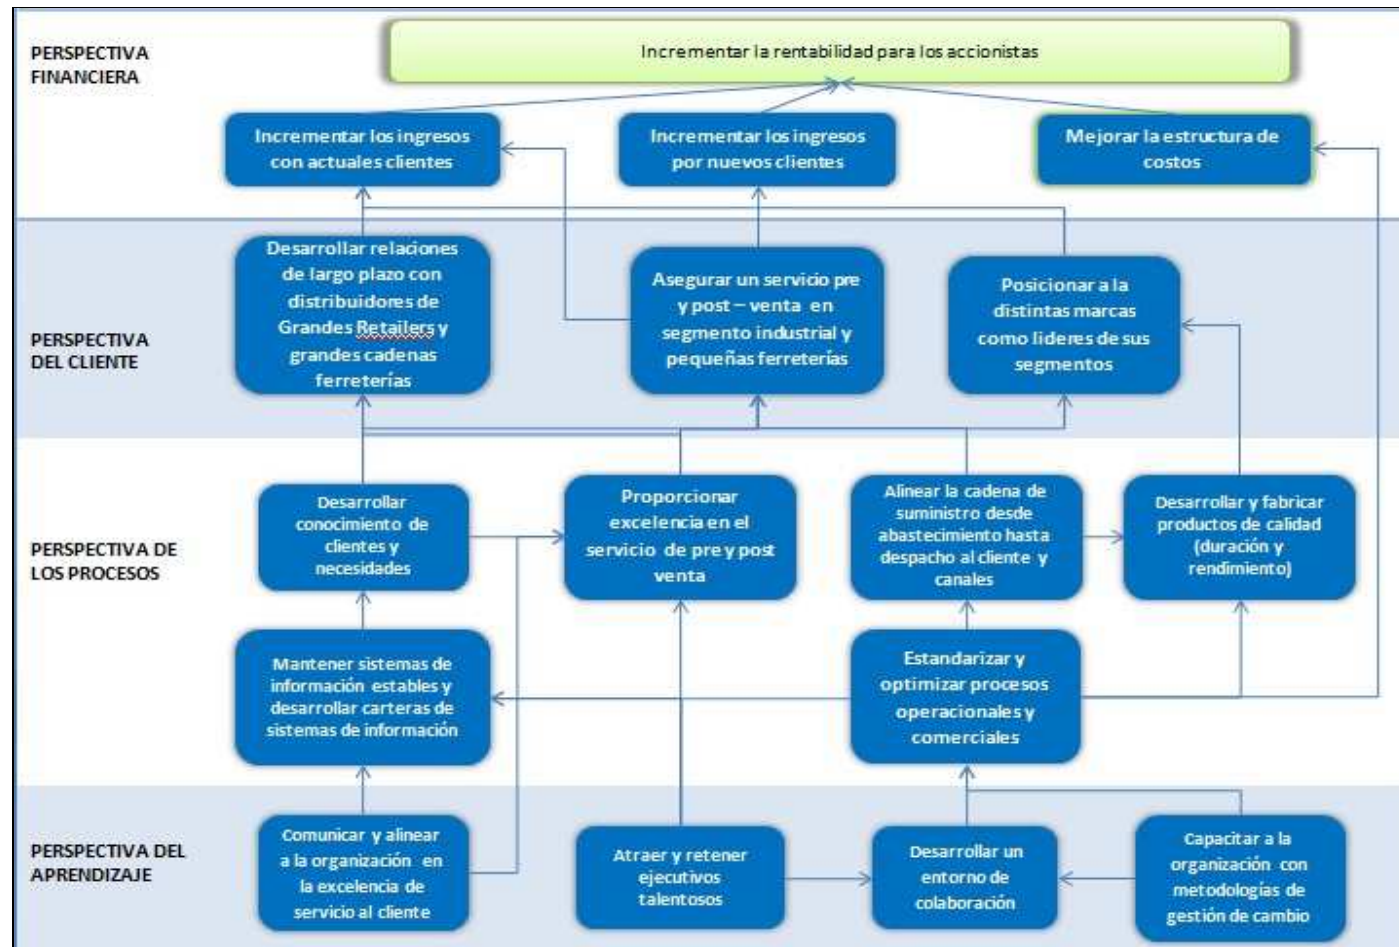 PERSPECTIVA
FINANCIERA
Incrementar la rentabilidad para los accionistas
Incrementar los ingresos
con actuales clientes
Incrementar los ingresos
por nuevos clientes
Mejorar la estructura de
costos
PERSPECTIVA
DEL CLIENTE
Desarrollar relaciones
de largo plazo con
distribuidores de
Grandes Retailers y
grandes cadenas
ferreterías
Asegurar un servicio pre
y post – venta en
segmento industrial y
pequeñas ferreterías
Posicionar a la
distintas marcas
como lideres de sus
segmentos
PERSPECTIVA DE
LOS PROCESOS
Desarrollar
conocimiento de
clientes y
necesidades
Proporcionar
excelencia en el
servicio de pre y post
venta
Alinear la cadena de
suministro desde
abastecimiento hasta
despacho al cliente y
canales
Desarrollar y fabricar
productos de calidad
(duración y
rendimiento)
Mantener sistemas de
información estables y
desarrollar carteras de
sistemas de información
Estandarizar y
optimizar procesos
operacionales y
comerciales
PERSPECTIVA DEL
APRENDIZAJE
Comunicar y alinear
a la organización en
la excelencia de
servicio al cliente
Atraer y retener
ejecutivos
talentosos
Desarrollar un
entorno de
colaboración
Capacitar a la
organización con
metodologías de
gestión de cambio